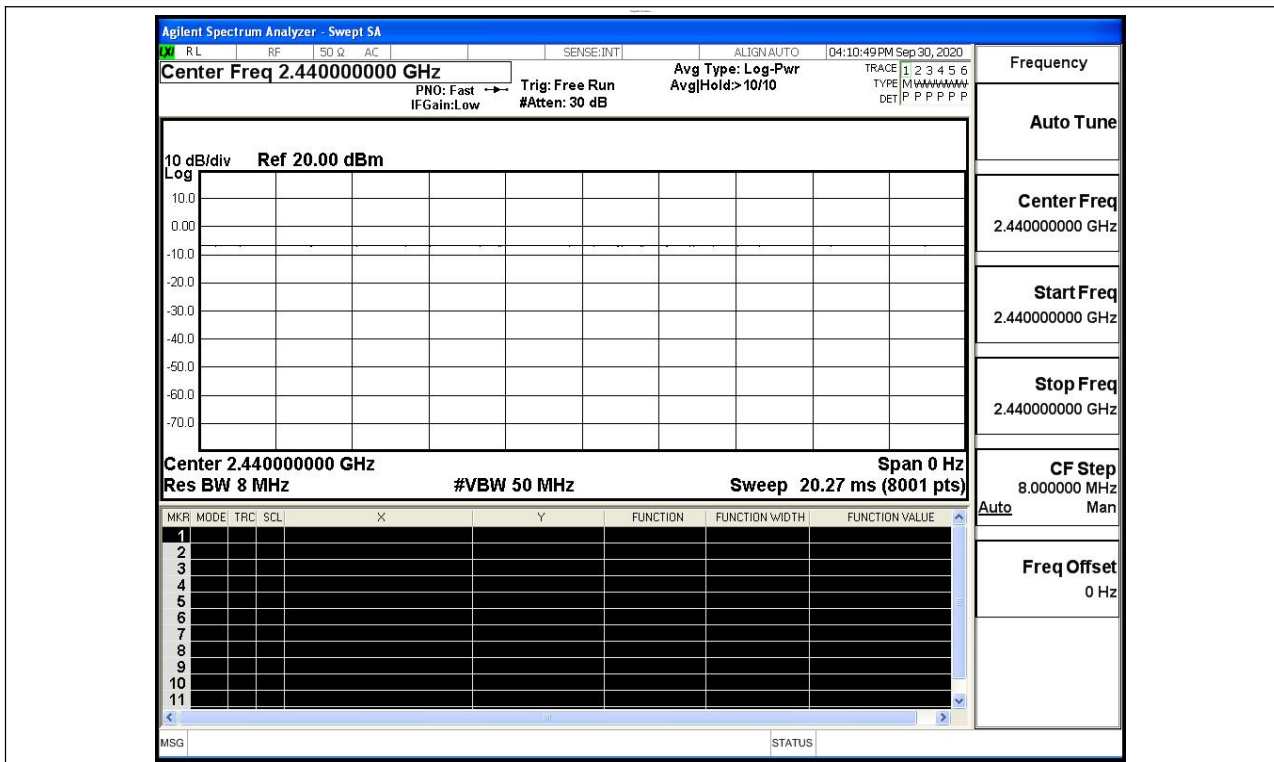 Agilent Spectrum Analyzer - Swept SA
LXI RL RF 50 Ω AC SENSE:INT ALIGNAUTO 04:10:49 PM Sep 30, 2020
Center Freq 2.440000000 GHz
PNO: Fast
IFGain:Low
Trig: Free Run
#Atten: 30 dB
Avg Type: Log-Pwr
Avg|Hold:>10/10
TRACE 1 2 3 4 5 6
TYPE M W W W W W
DET P P P P P P
10 dB/div Ref 20.00 dBm
Log
10.0
0.00
-10.0
-20.0
-30.0
-40.0
-50.0
-60.0
-70.0
Center 2.440000000 GHz Span 0 Hz
Res BW 8 MHz #VBW 50 MHz Sweep 20.27 ms (8001 pts)
MKR MODE TRC SCL X Y FUNCTION FUNCTION WIDTH FUNCTION VALUE
1
2
3
4
5
6
7
8
9
10
11
MSG STATUS
Frequency
Auto Tune
Center Freq
2.440000000 GHz
Start Freq
2.440000000 GHz
Stop Freq
2.440000000 GHz
CF Step
8.000000 MHz
Auto Man
Freq Offset
0 Hz